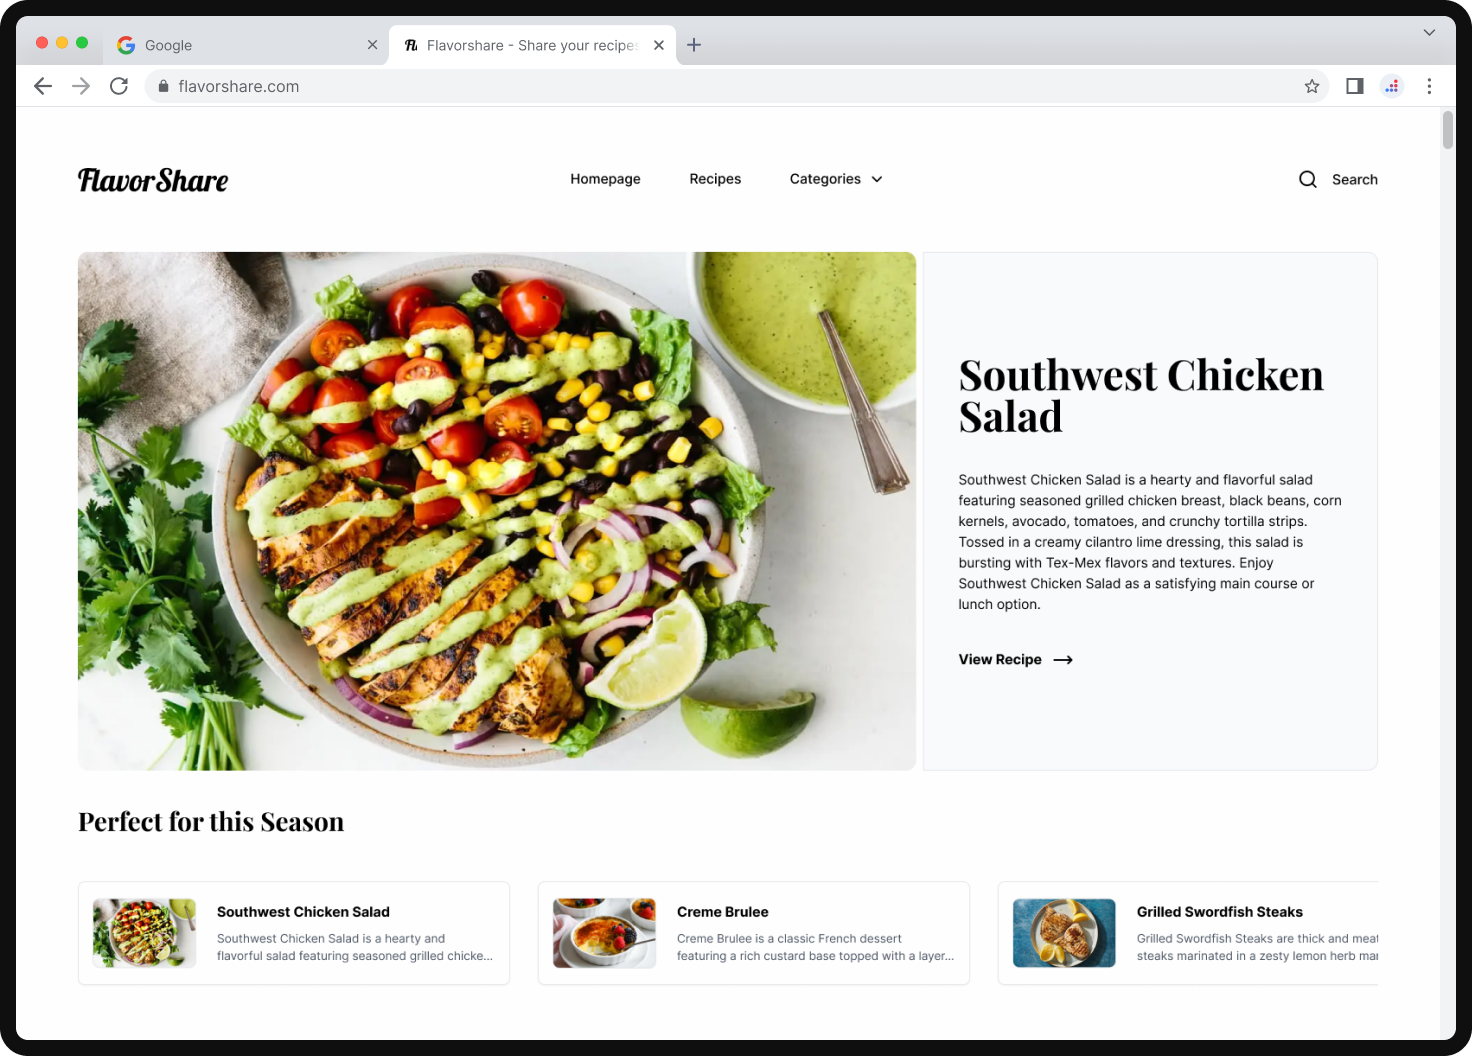 Google
Flavorshare - Share your recipes
flavorshare.com
FlavorShare
Homepage
Recipes
Categories
Search
Southwest Chicken
Salad
Southwest Chicken Salad is a hearty and flavorful salad
featuring seasoned grilled chicken breast, black beans, corn
kernels, avocado, tomatoes, and crunchy tortilla strips.
Tossed in a creamy cilantro lime dressing, this salad is
bursting with Tex-Mex flavors and textures. Enjoy
Southwest Chicken Salad as a satisfying main course or
lunch option.
View Recipe
Perfect for this Season
Southwest Chicken Salad
Southwest Chicken Salad is a hearty and
flavorful salad featuring seasoned grilled chicke...
Creme Brulee
Creme Brulee is a classic French dessert
featuring a rich custard base topped with a layer...
Grilled Swordfish Steaks
Grilled Swordfish Steaks are thick and meat
steaks marinated in a zesty lemon herb mar